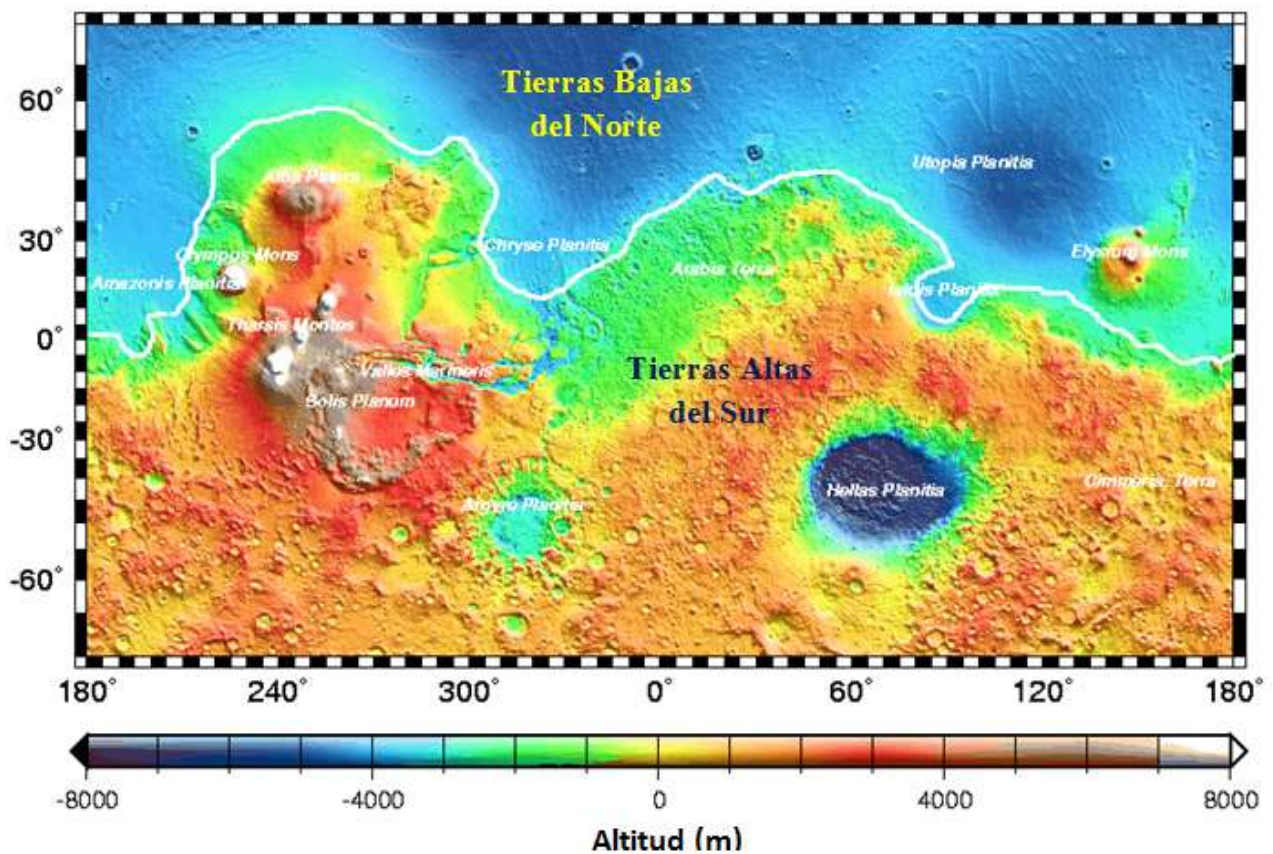 Tierras Bajas
del Norte
60°
Utopia Planitia
Alba Patera
30°
Chryse Planitia
Olympus Mons
Elysium Mons
Arabia Terra
Amazonis Planitia
Isidis Planitia
Tharsis Montes
0°
Valles Marineris
Tierras Altas
del Sur
Solis Planum
-30°
Cimmeria Terra
Hellas Planitia
Argyre Planitia
-60°
180° 240° 300° 0° 60° 120° 180°
-8000 -4000 0 4000 8000
Altitud (m)